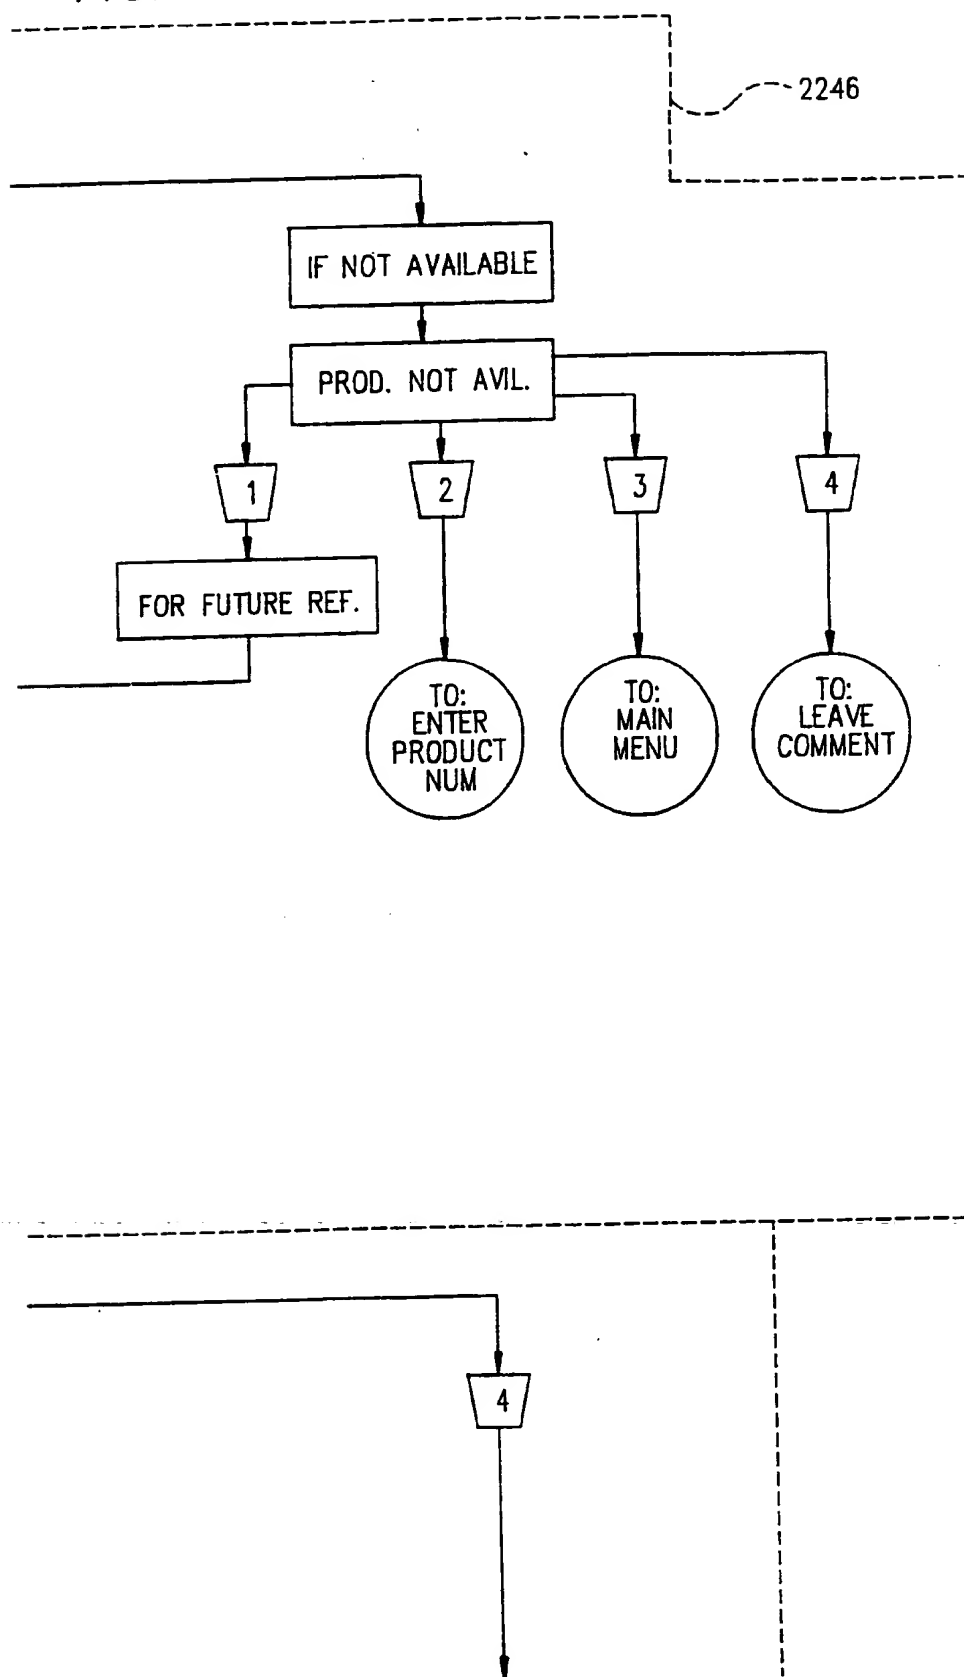 2246
IF NOT AVAILABLE
PROD. NOT AVIL.
1
2
3
4
FOR FUTURE REF.
TO:
ENTER
PRODUCT
NUM
TO:
MAIN
MENU
TO:
LEAVE
COMMENT
4